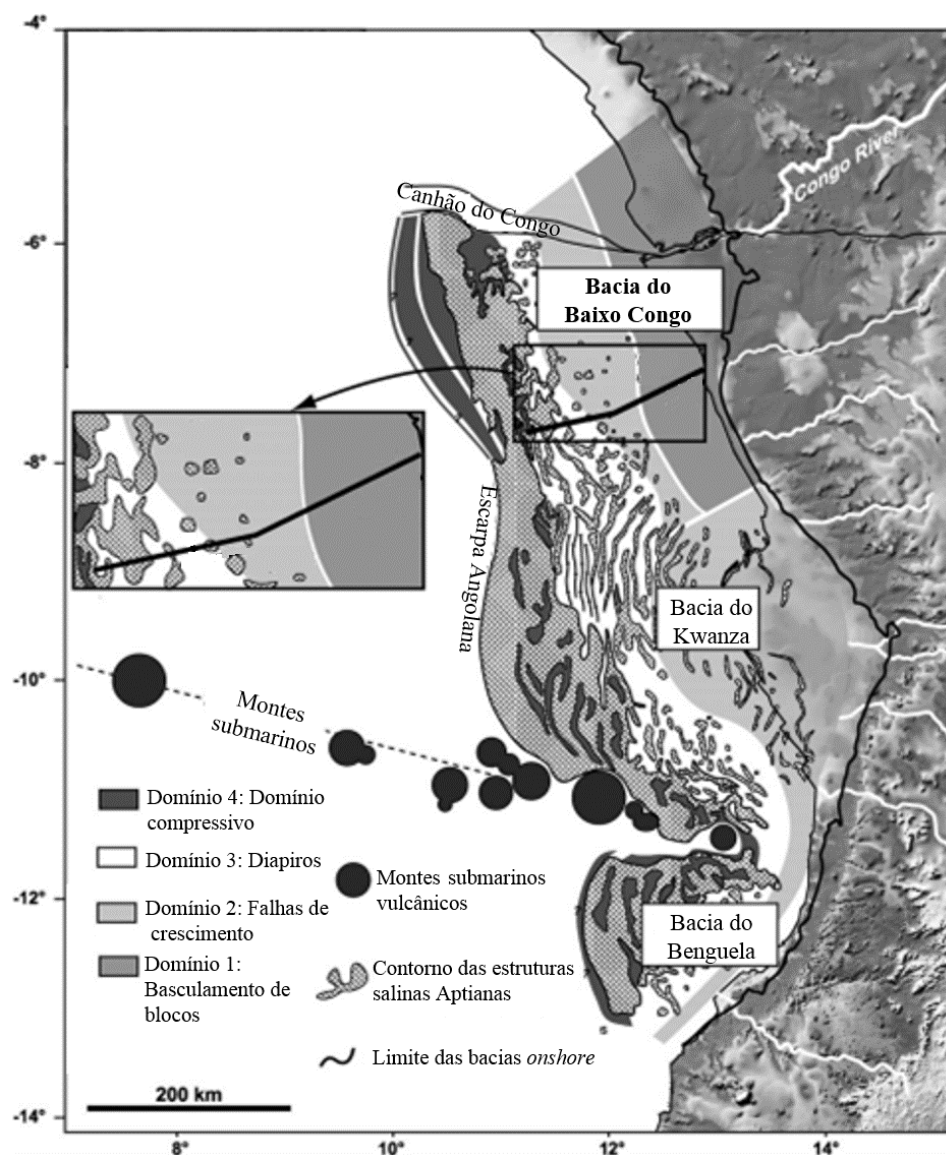 -4°
Congo River
Canhão do Congo
-6°
Bacia do
Baixo Congo
-8°
Escarpa Angolana
Bacia do
Kwanza
-10°
Montes
submarinos
Domínio 4: Domínio
compressivo
Domínio 3: Diapiros
Domínio 2: Falhas de
crescimento
Domínio 1:
Basculamento de
blocos
Montes submarinos
vulcânicos
Contorno das estruturas
salinas Aptianas
Limite das bacias onshore
-12°
Bacia do
Benguela
200 km
-14°
8°
10°
12°
14°